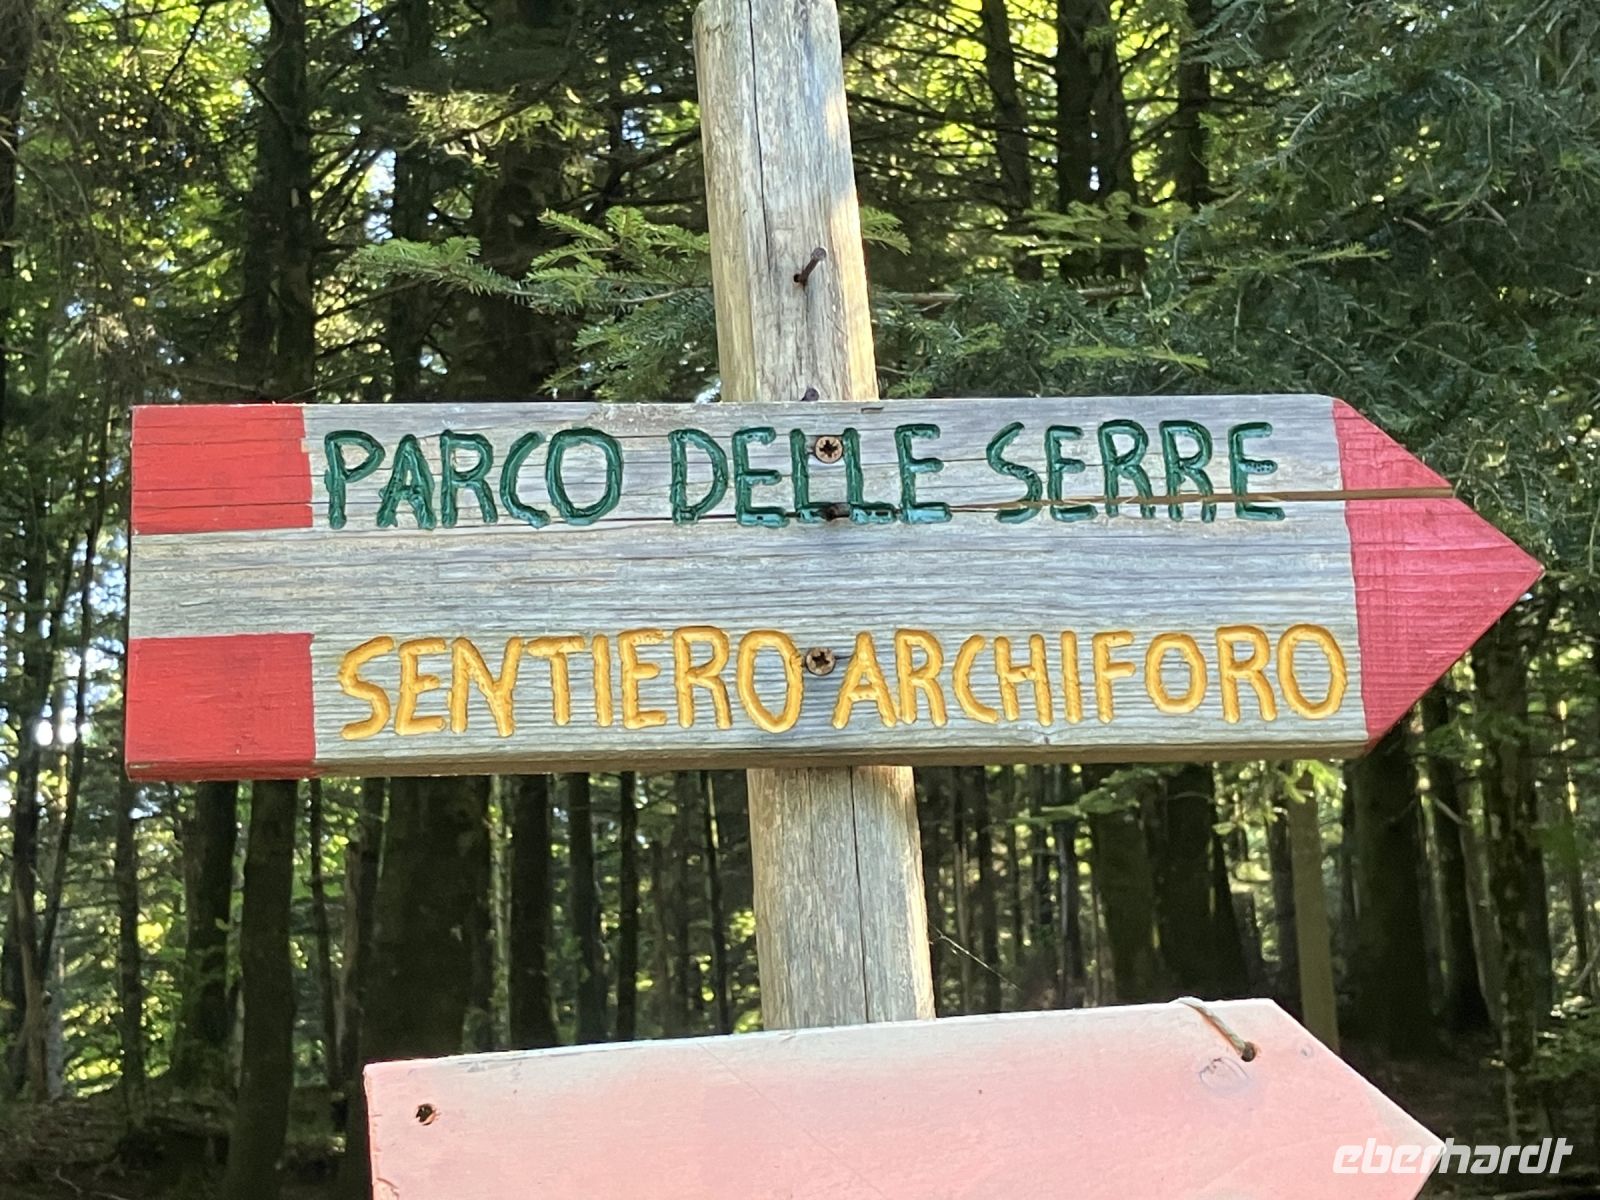 PARCO DELLE SERRE
SENTIERO ARCHIFORO
eberhardt